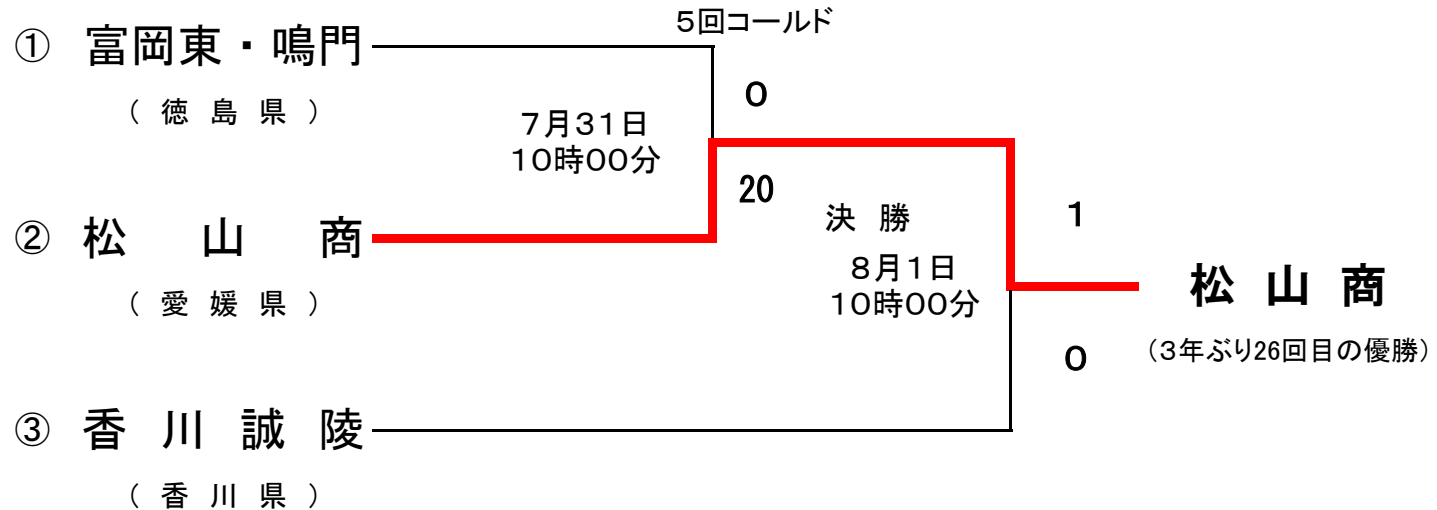 5回コールド
① 富岡東・鳴門
(徳島県)
0
7月31日
10時00分
20
② 松山商
(愛媛県)
決勝
8月1日
10時00分
1
松山商
(3年ぶり26回目の優勝)
0
③ 香川誠陵
(香川県)